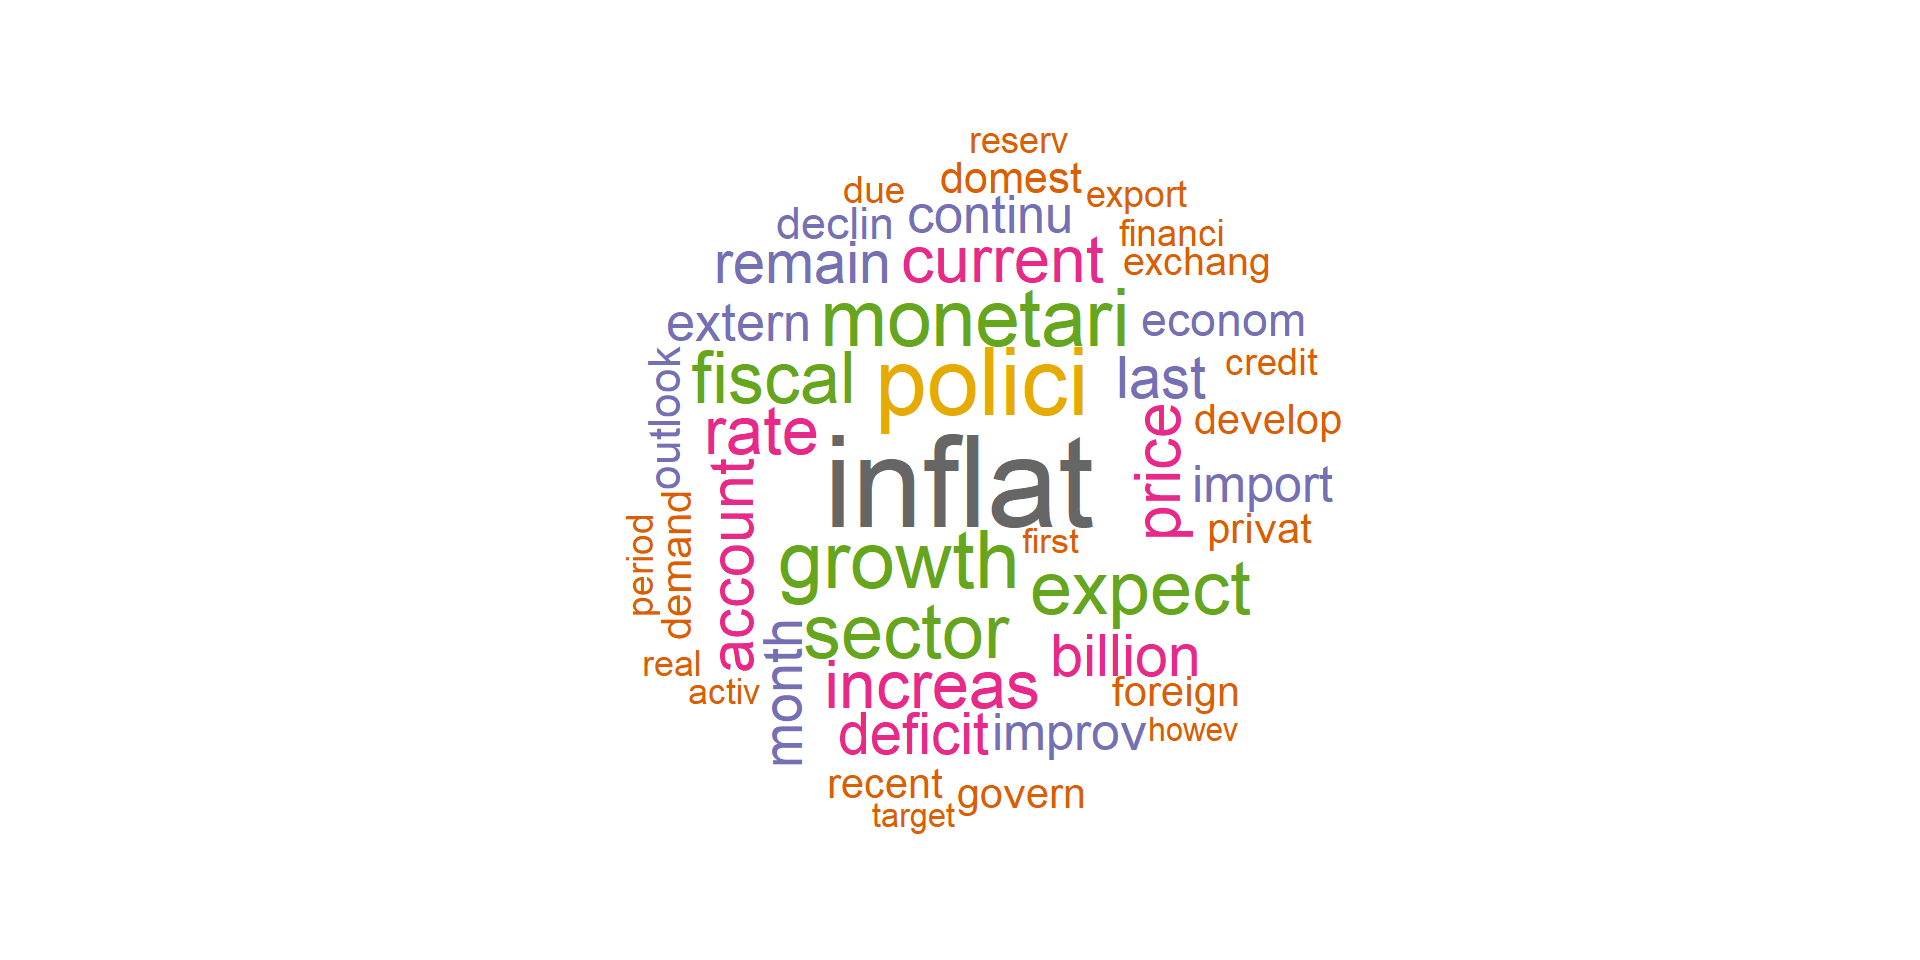 reserv
due
domest
export
declin
continu
financi
remain
current
exchang
extern
monetari
econom
outlook
fiscal
polici
last
credit
rate
price
develop
account
inflat
import
period
demand
growth
first
privat
expect
month
sector
real
billion
activ
increas
foreign
deficit
improv
howev
recent
govern
target